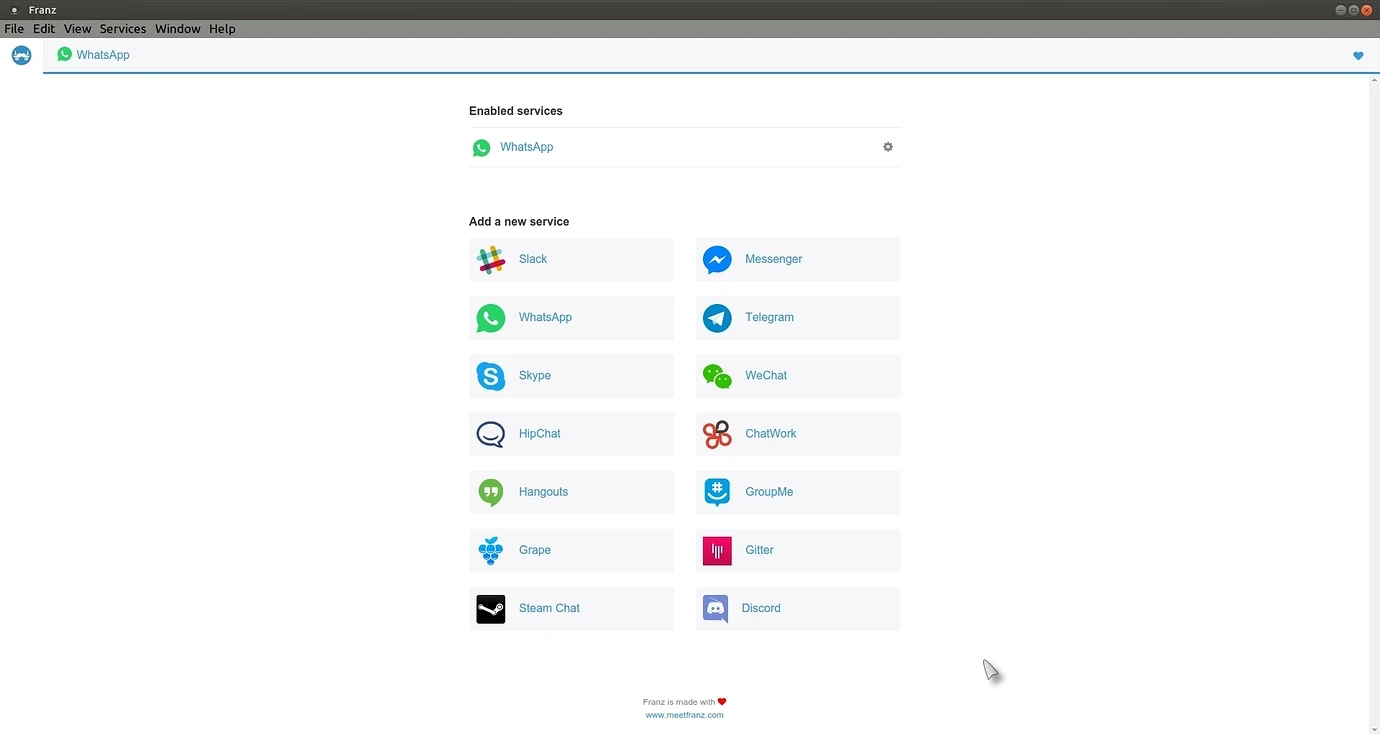 Franz
File Edit View Services Window Help
WhatsApp
Enabled services
WhatsApp
Add a new service
Slack Messenger
WhatsApp Telegram
Skype WeChat
HipChat ChatWork
Hangouts GroupMe
Grape Gitter
Steam Chat Discord
Franz is made with
www.meetfranz.com